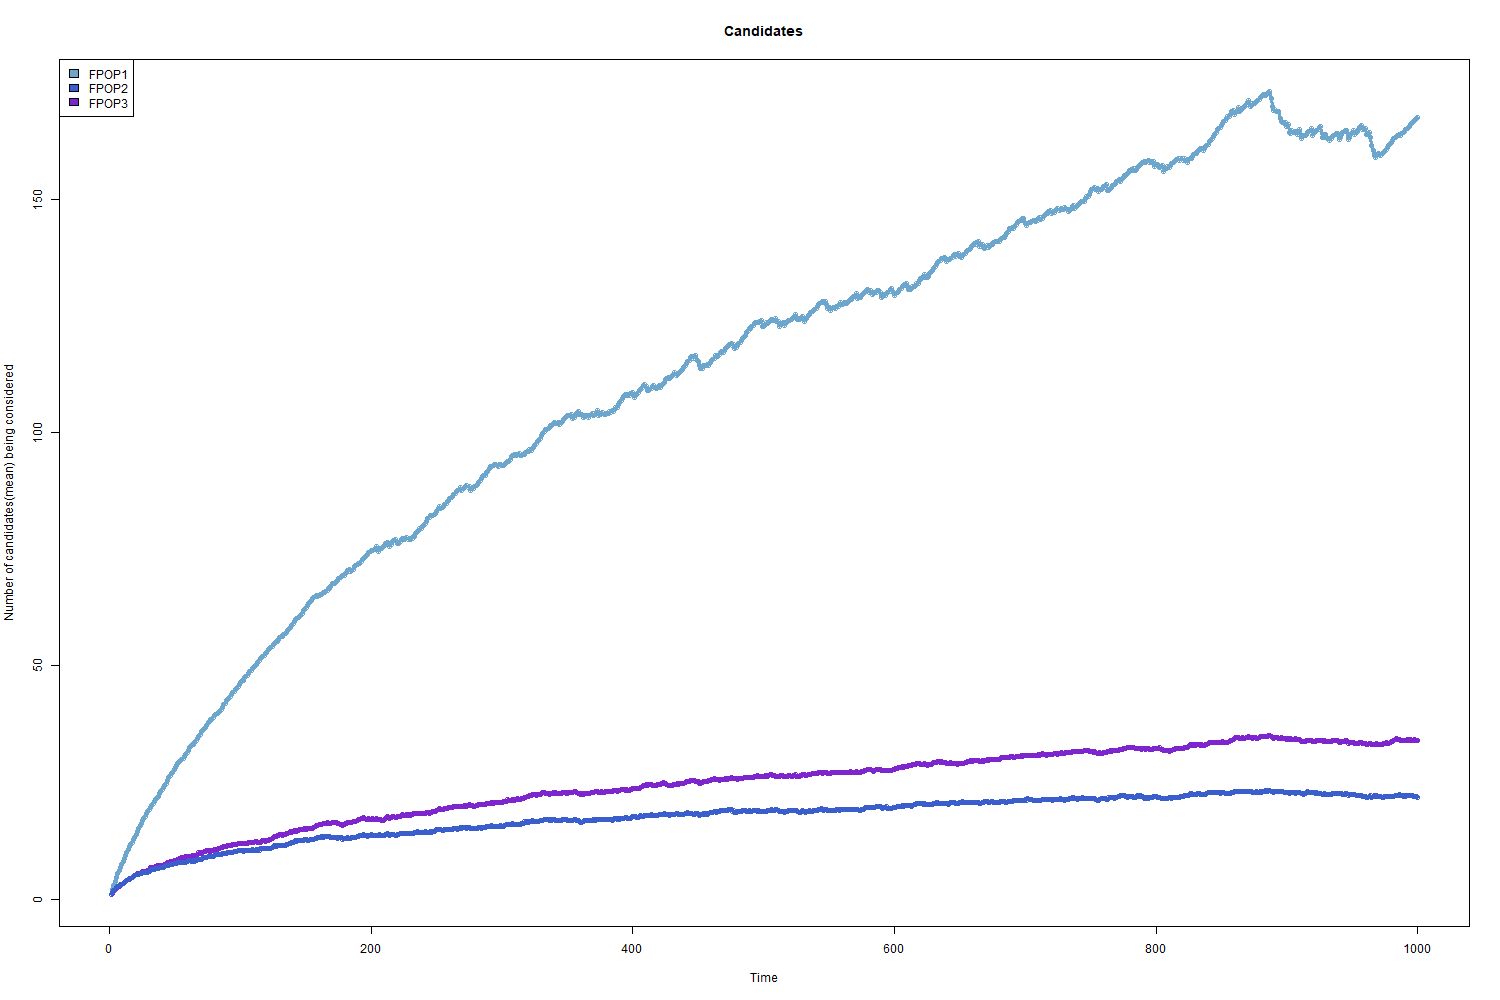 Candidates
FPOP1
FPOP2
FPOP3
Number of candidates(mean) being considered
150
100
50
0
0 200 400 600 800 1000
Time